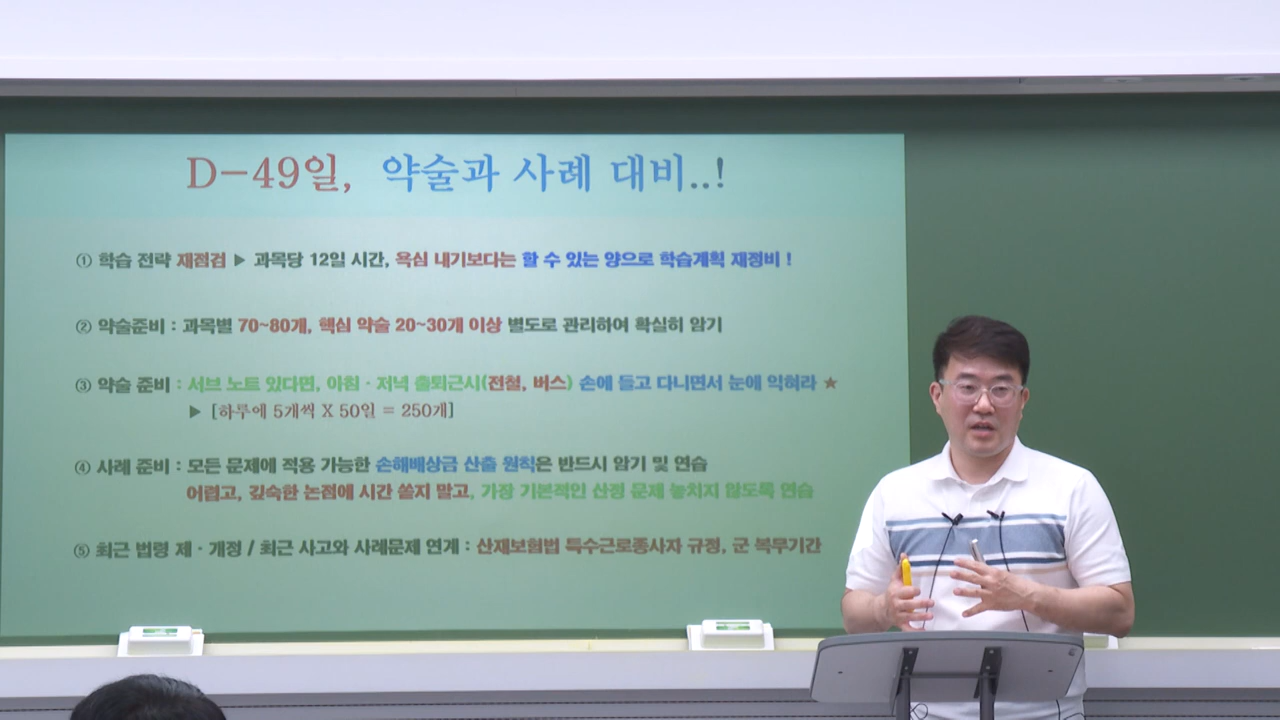 D-49일, 약술과 사례 대비..!
① 학습 전략 재점검 ▶ 과목당 12일 시간, 욕심 내기보다는 할 수 있는 양으로 학습계획 재정비 !
② 약술준비 : 과목별 70~80개, 핵심 약술 20~30개 이상 별도로 관리하여 확실히 암기
③ 약술 준비 : 서브 노트 있다면, 아침 · 저녁 출퇴근시(전철, 버스) 손에 들고 다니면서 눈에 익혀라 ★
▶ [하루에 5개씩 X 50일 = 250개]
④ 사례 준비 : 모든 문제에 적용 가능한 손해배상금 산출 원칙은 반드시 암기 및 연습
어렵고, 깊숙한 논점에 시간 쏟지 말고, 가장 기본적인 산정 문제 놓치지 않도록 연습
⑤ 최근 법령 제 · 개정 / 최근 사고와 사례문제 연계 : 산재보험법 특수근로종사자 규정, 군 복무기간